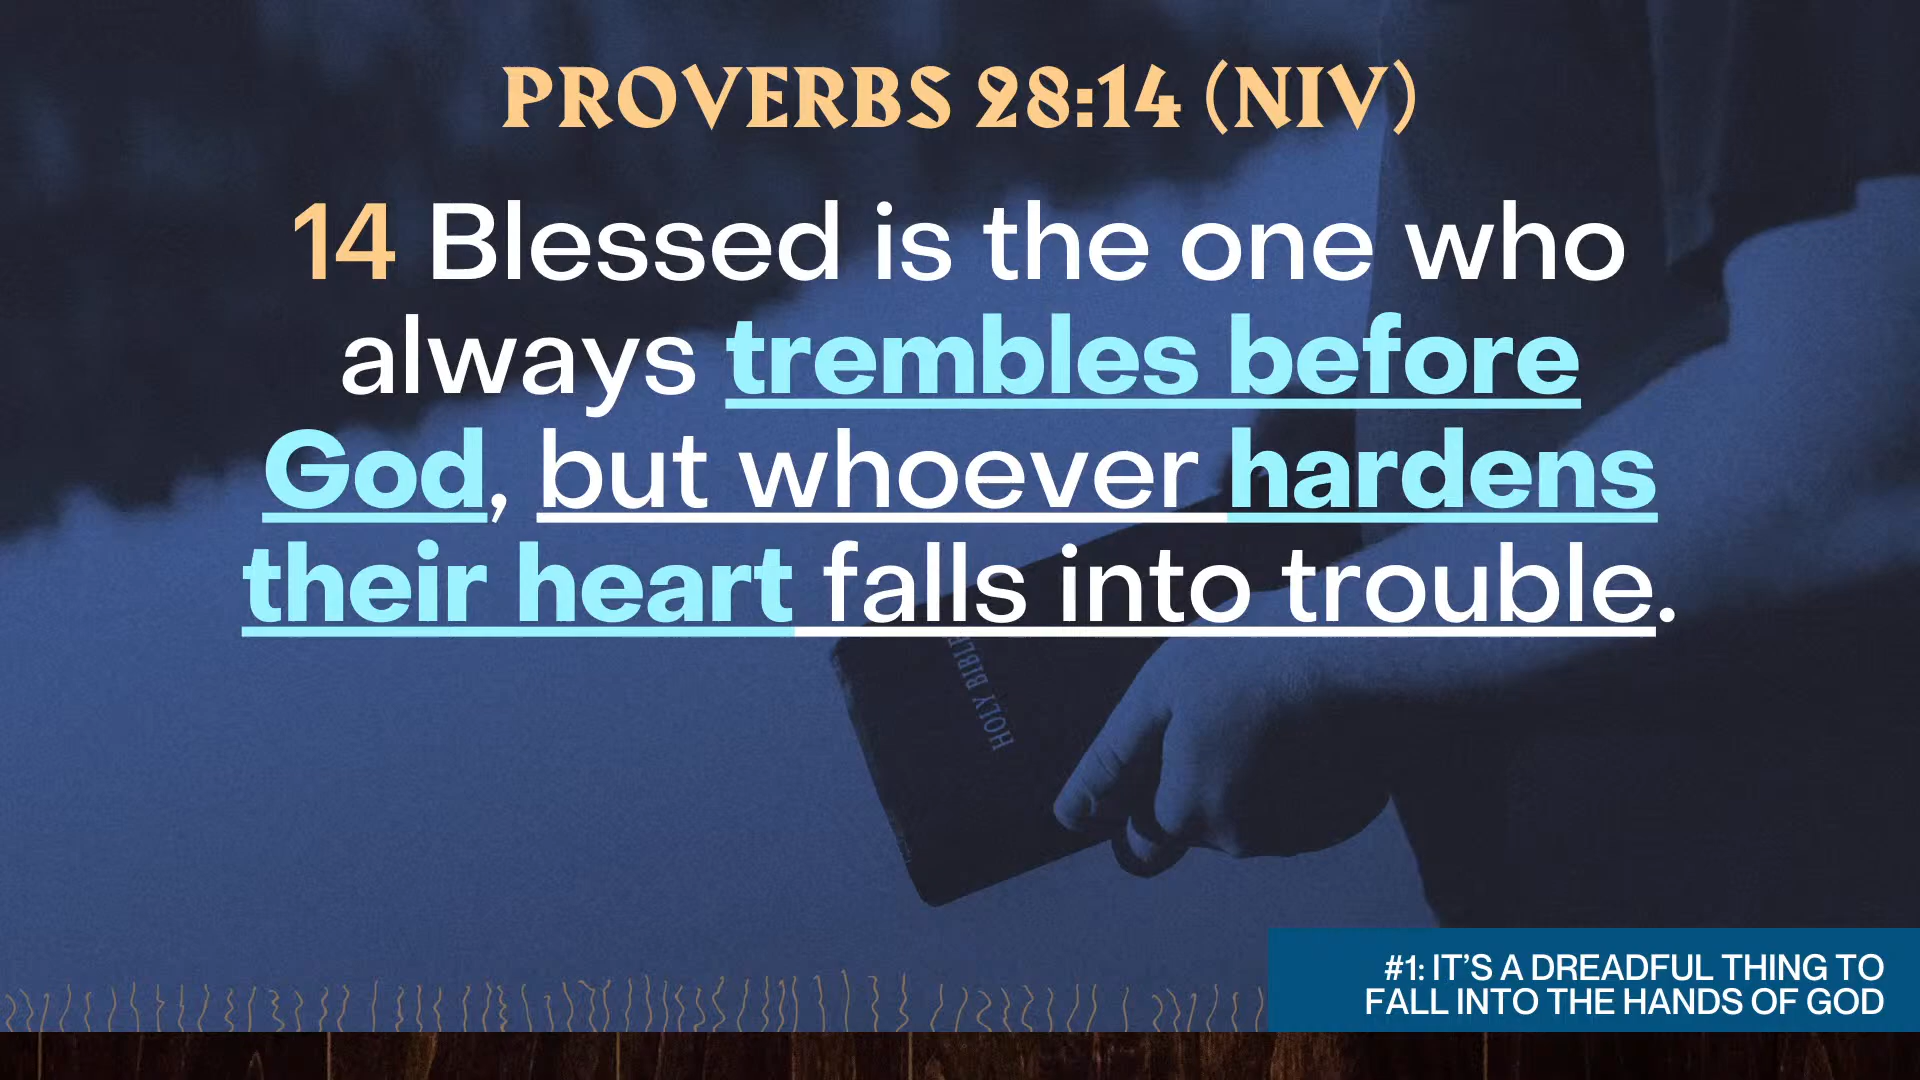 PROVERBS 28:14 (NIV)
14 Blessed is the one who
always trembles before
God, but whoever hardens
their heart falls into trouble.
HOLY BIBLE
#1: IT’S A DREADFUL THING TO
FALL INTO THE HANDS OF GOD